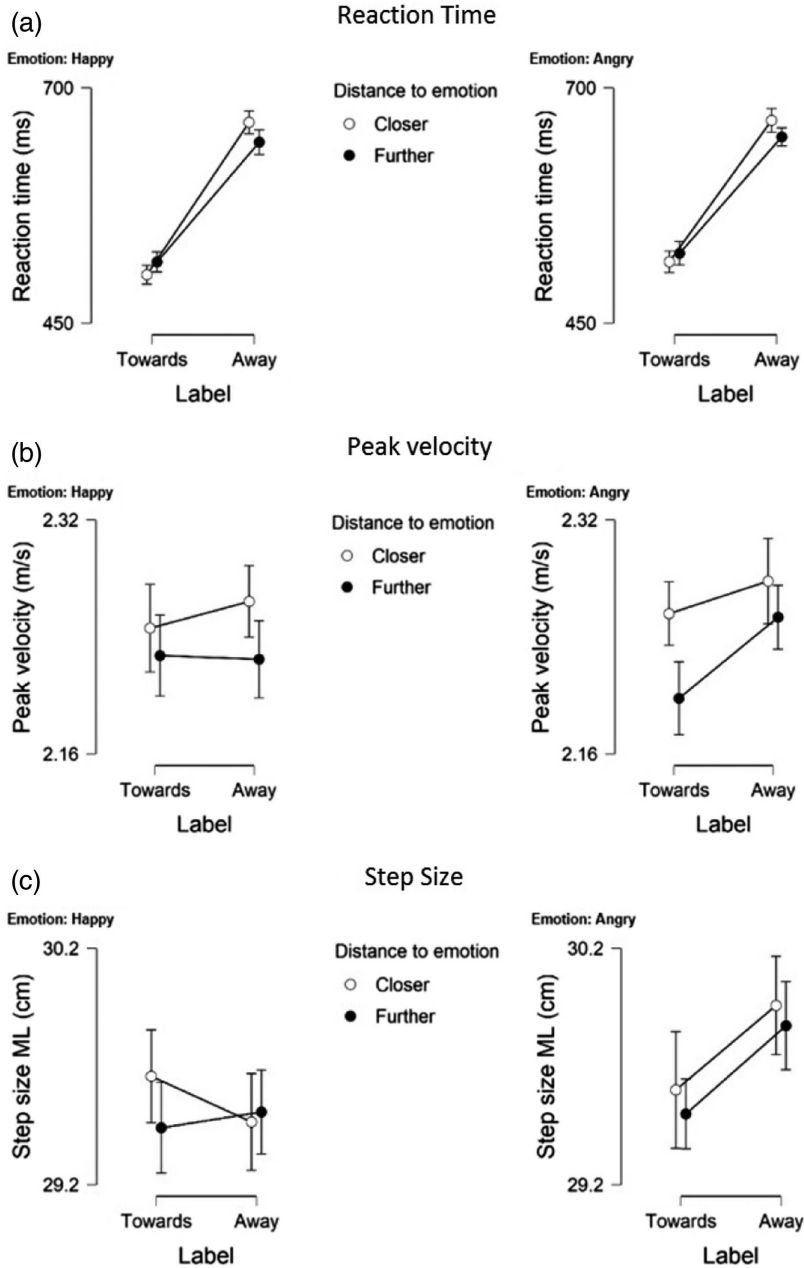 (a)
Reaction Time
Emotion: Happy
Emotion: Angry
700
Reaction time (ms)
450
Towards Away
Label
Distance to emotion
Closer
Further
700
Reaction time (ms)
450
Towards Away
Label
(b)
Peak velocity
Emotion: Happy
Emotion: Angry
2.32
Peak velocity (m/s)
2.16
Towards Away
Label
Distance to emotion
Closer
Further
2.32
Peak velocity (m/s)
2.16
Towards Away
Label
(c)
Step Size
Emotion: Happy
Emotion: Angry
30.2
Step size ML (cm)
29.2
Towards Away
Label
Distance to emotion
Closer
Further
30.2
Step size ML (cm)
29.2
Towards Away
Label